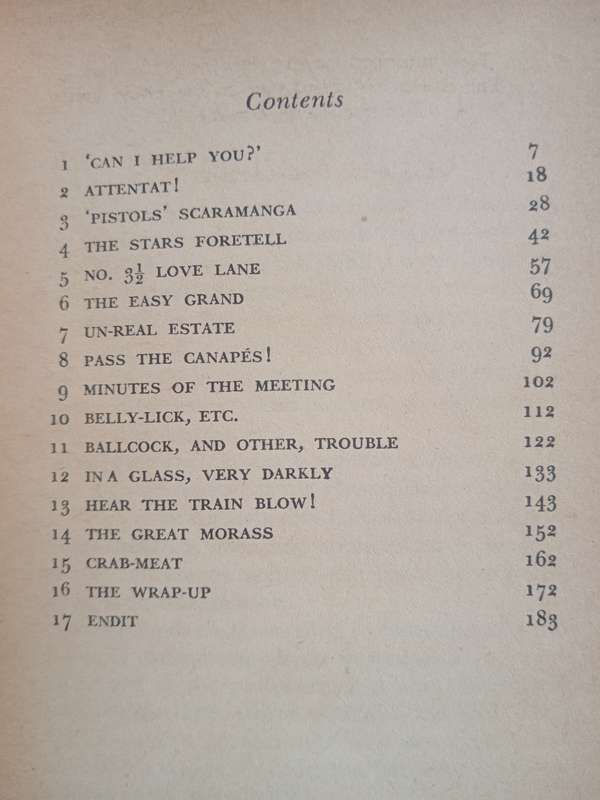 Contents
1 'CAN I HELP YOU?' 7
2 ATTENTAT! 18
3 'PISTOLS' SCARAMANGA 28
4 THE STARS FORETELL 42
5 NO. 3½ LOVE LANE 57
6 THE EASY GRAND 69
7 UN-REAL ESTATE 79
8 PASS THE CANAPÉS! 92
9 MINUTES OF THE MEETING 102
10 BELLY-LICK, ETC. 112
11 BALLCOCK, AND OTHER, TROUBLE 122
12 IN A GLASS, VERY DARKLY 133
13 HEAR THE TRAIN BLOW! 143
14 THE GREAT MORASS 152
15 CRAB-MEAT 162
16 THE WRAP-UP 172
17 ENDIT 183